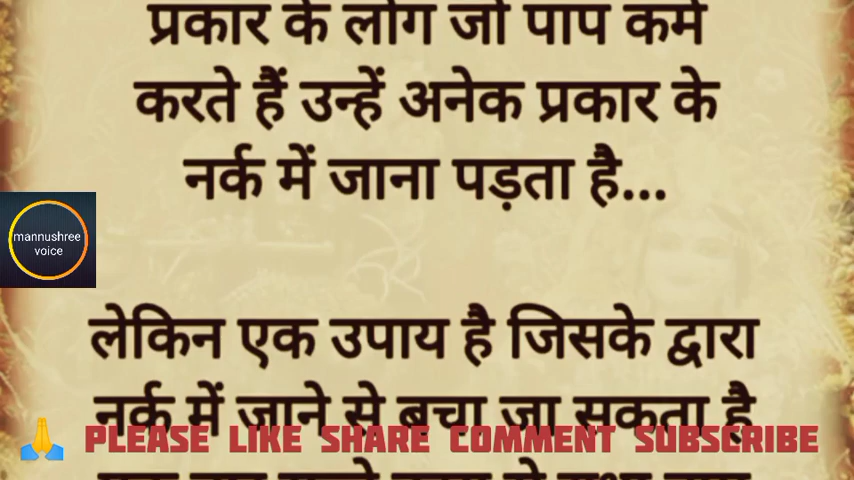 प्रकार के लोग जो पाप कर्म
करते हैं उन्हें अनेक प्रकार के
नर्क में जाना पड़ता है...
mannushree
voice
लेकिन एक उपाय है जिसके द्वारा
नर्क में जाने से बचा जा सकता है
PLEASE LIKE SHARE COMMENT SUBSCRIBE